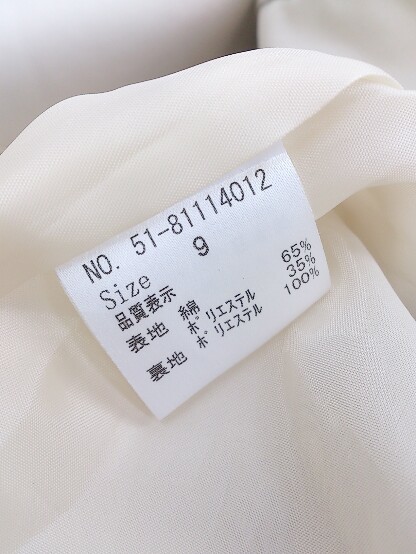 NO. 51-81114012
Size 9
品質表示
表地 綿 65%
ポリエステル 35%
裏地 ポリエステル 100%